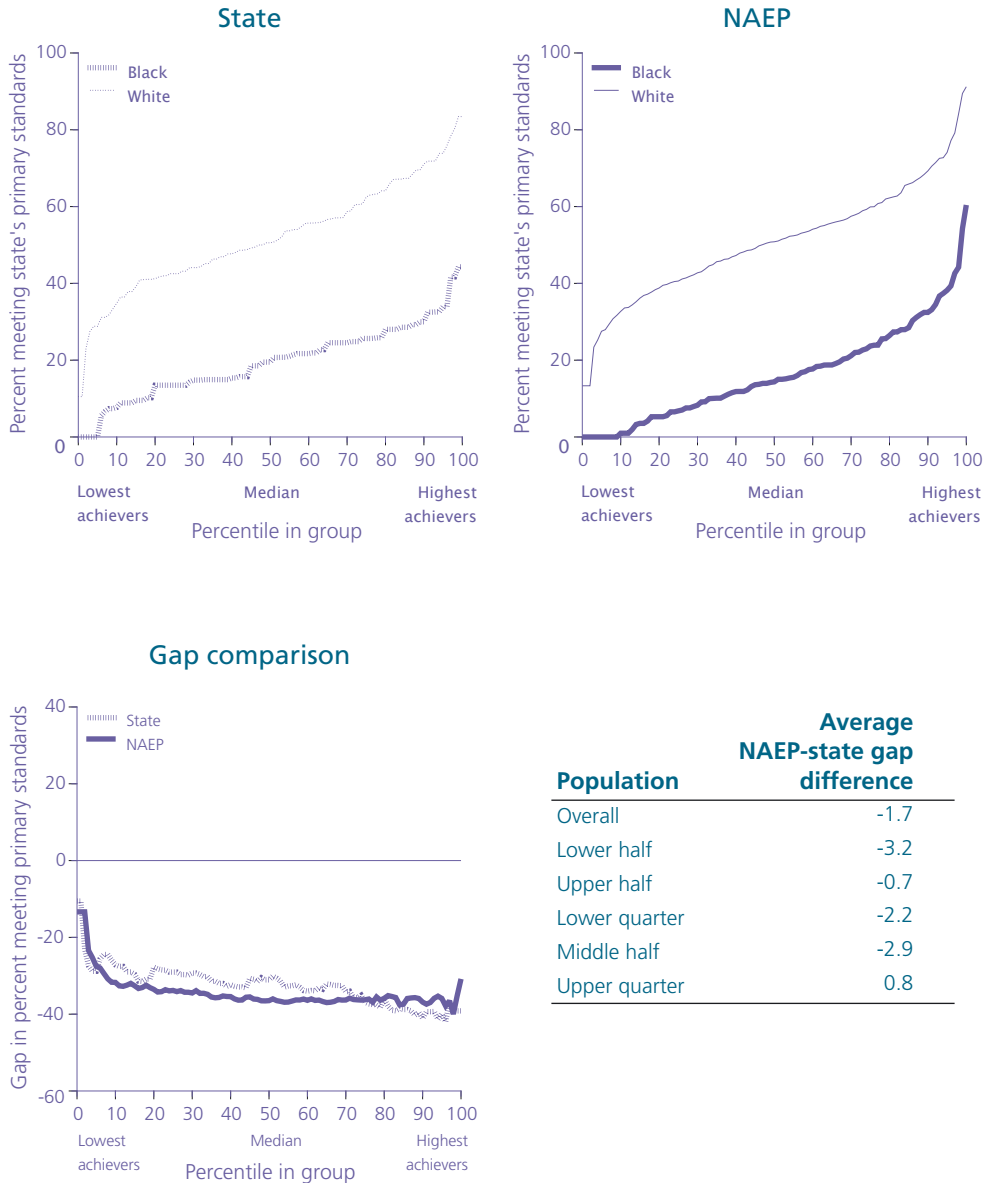 State
Percent meeting state's primary standards
100
80
60
40
20
0
Black
White
0 10 20 30 40 50 60 70 80 90 100
Lowest achievers
Median
Highest achievers
Percentile in group
NAEP
Percent meeting state's primary standards
100
80
60
40
20
0
Black
White
0 10 20 30 40 50 60 70 80 90 100
Lowest achievers
Median
Highest achievers
Percentile in group
Gap comparison
Gap in percent meeting primary standards
40
20
0
-20
-40
-60
State
NAEP
0 10 20 30 40 50 60 70 80 90 100
Lowest achievers
Median
Highest achievers
Percentile in group
Average
NAEP-state gap
Population difference
Overall -1.7
Lower half -3.2
Upper half -0.7
Lower quarter -2.2
Middle half -2.9
Upper quarter 0.8